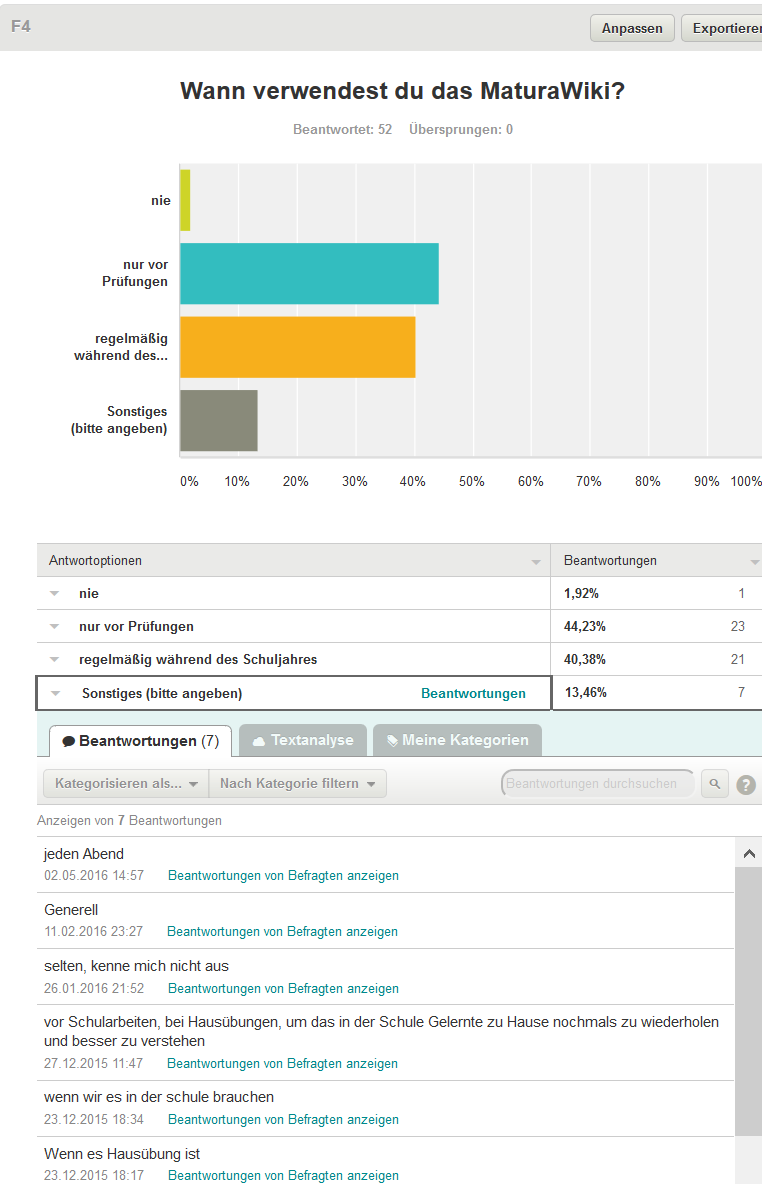 F4
Anpassen
Exportieren
Wann verwendest du das MaturaWiki?
Beantwortet: 52 Übersprungen: 0
nie
nur vor
Prüfungen
regelmäßig
während des...
Sonstiges
(bitte angeben)
0% 10% 20% 30% 40% 50% 60% 70% 80% 90% 100%
Antwortoptionen Beantwortungen
nie 1,92% 1
nur vor Prüfungen 44,23% 23
regelmäßig während des Schuljahres 40,38% 21
Sonstiges (bitte angeben) Beantwortungen 13,46% 7
Beantwortungen (7) Textanalyse Meine Kategorien
Kategorisieren als... Nach Kategorie filtern Beantwortungen durchsuchen ?
Anzeigen von 7 Beantwortungen
jeden Abend
02.05.2016 14:57 Beantwortungen von Befragten anzeigen
Generell
11.02.2016 23:27 Beantwortungen von Befragten anzeigen
selten, kenne mich nicht aus
26.01.2016 21:52 Beantwortungen von Befragten anzeigen
vor Schularbeiten, bei Hausübungen, um das in der Schule Gelernte zu Hause nochmals zu wiederholen
und besser zu verstehen
27.12.2015 11:47 Beantwortungen von Befragten anzeigen
wenn wir es in der schule brauchen
23.12.2015 18:34 Beantwortungen von Befragten anzeigen
Wenn es Hausübung ist
23.12.2015 18:17 Beantwortungen von Befragten anzeigen